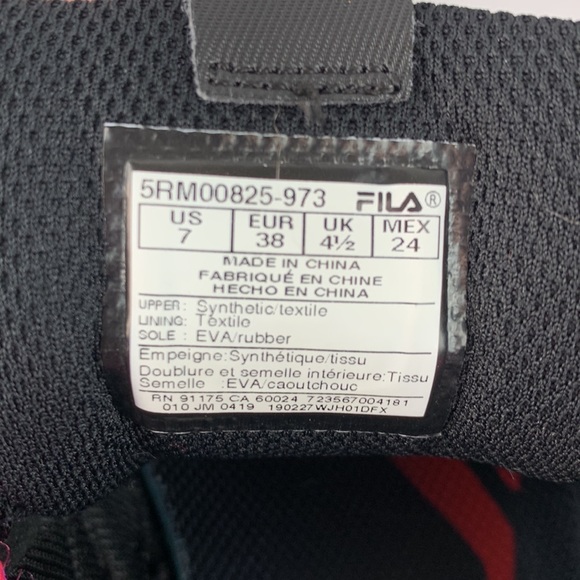 5RM00825-973 FILA®
US EUR UK MEX
7 38 4½ 24
MADE IN CHINA
FABRIQUÉ EN CHINE
HECHO EN CHINA
UPPER: Synthetic/textile
LINING: Textile
SOLE : EVA/rubber
Empeigne:Synthétique/tissu
Doublure et semelle intérieure:Tissu
Semelle :EVA/caoutchouc
RN 91175 CA 60024 723567004181
010 JM 0419 190227WJH01DFX